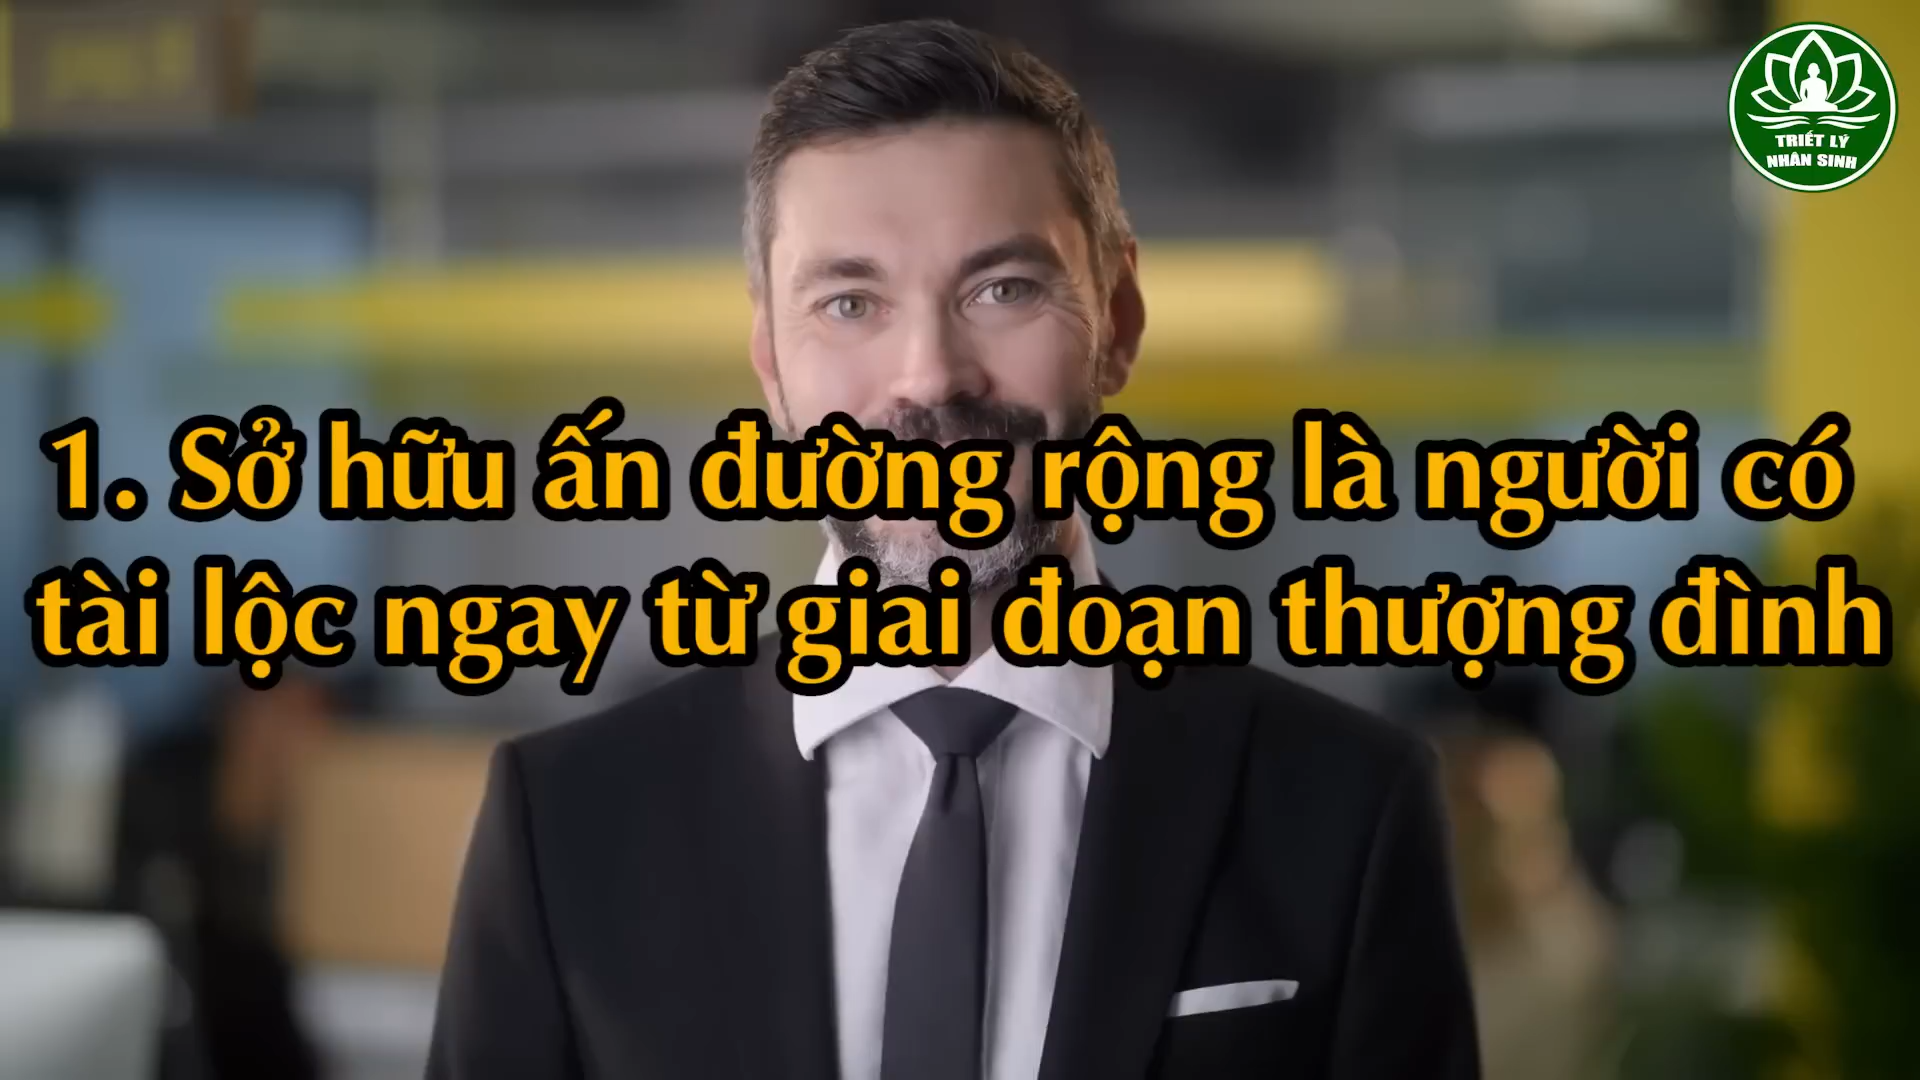 TRIẾT LÝ
NHÂN SINH
1. Sở hữu ấn đường rộng là người có
tài lộc ngay từ giai đoạn thượng đình